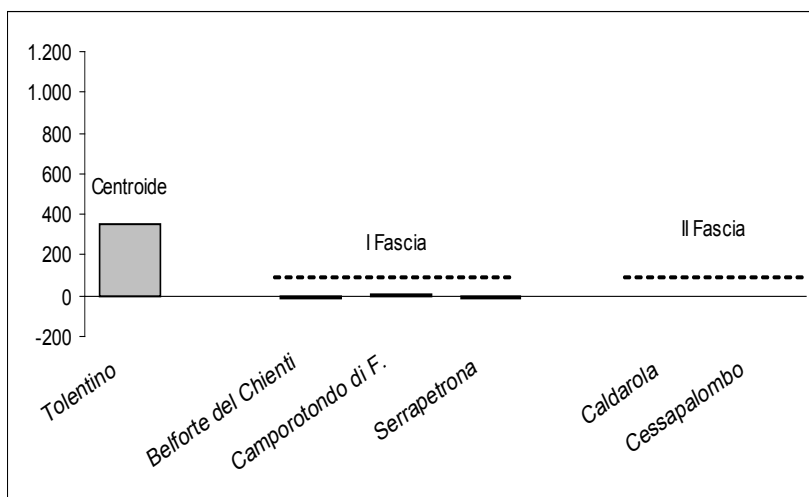 1.200
1.000
800
600
400
200
0
-200
Centroide
I Fascia
II Fascia
Tolentino
Belforte del Chienti
Camporotondo di F.
Serrapetrona
Caldarola
Cessapalombo